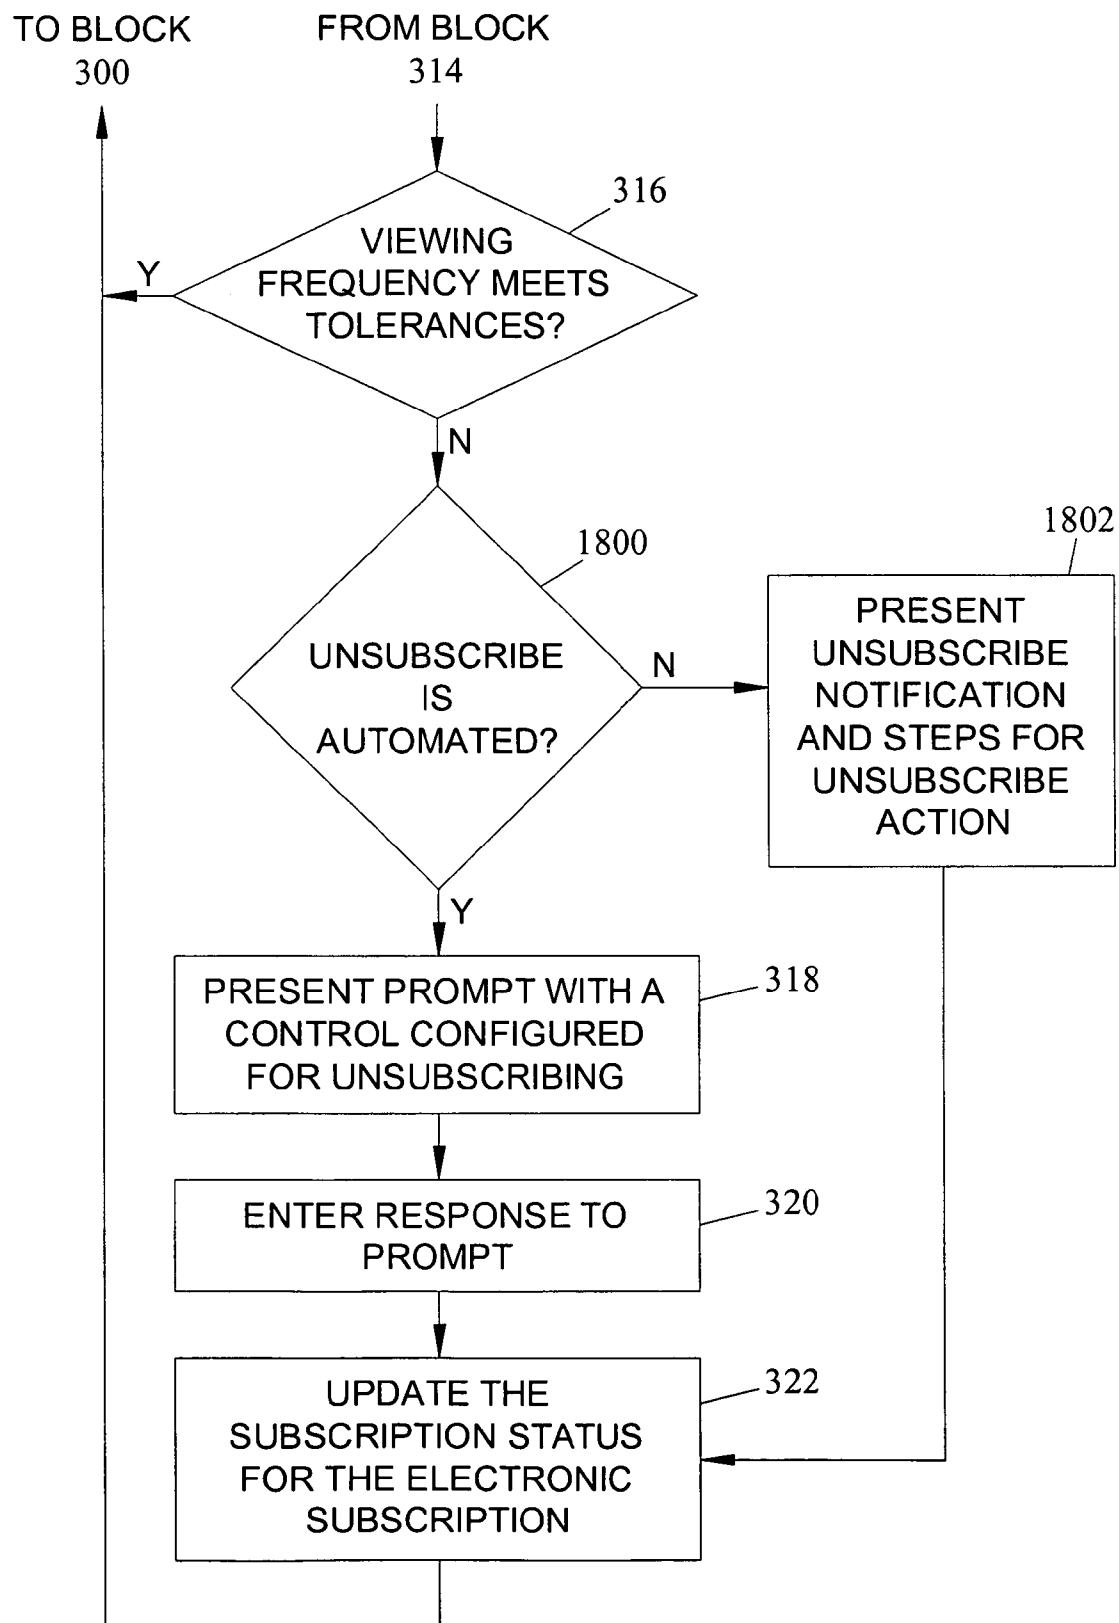 TO BLOCK
300
FROM BLOCK
314
316
VIEWING
FREQUENCY MEETS
TOLERANCES?
Y
N
1800
UNSUBSCRIBE
IS
AUTOMATED?
N
1802
PRESENT
UNSUBSCRIBE
NOTIFICATION
AND STEPS FOR
UNSUBSCRIBE
ACTION
Y
318
PRESENT PROMPT WITH A
CONTROL CONFIGURED
FOR UNSUBSCRIBING
320
ENTER RESPONSE TO
PROMPT
322
UPDATE THE
SUBSCRIPTION STATUS
FOR THE ELECTRONIC
SUBSCRIPTION